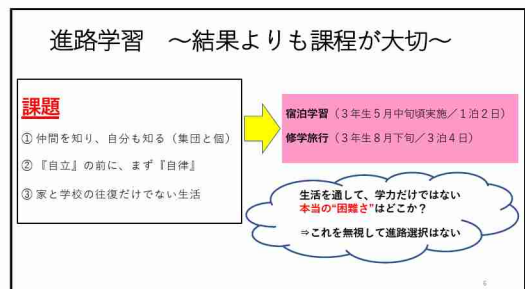 進路学習　～結果よりも課程が大切～
課題
① 仲間を知り、自分も知る（集団と個）
② 『自立』の前に、まず『自律』
③ 家と学校の往復だけでない生活
宿泊学習（３年生５月中旬頃実施／１泊２日）
修学旅行（３年生８月下旬／３泊４日）
生活を通して、学力だけではない
本当の“困難さ”はどこか？
⇒これを無視して進路選択はない
6